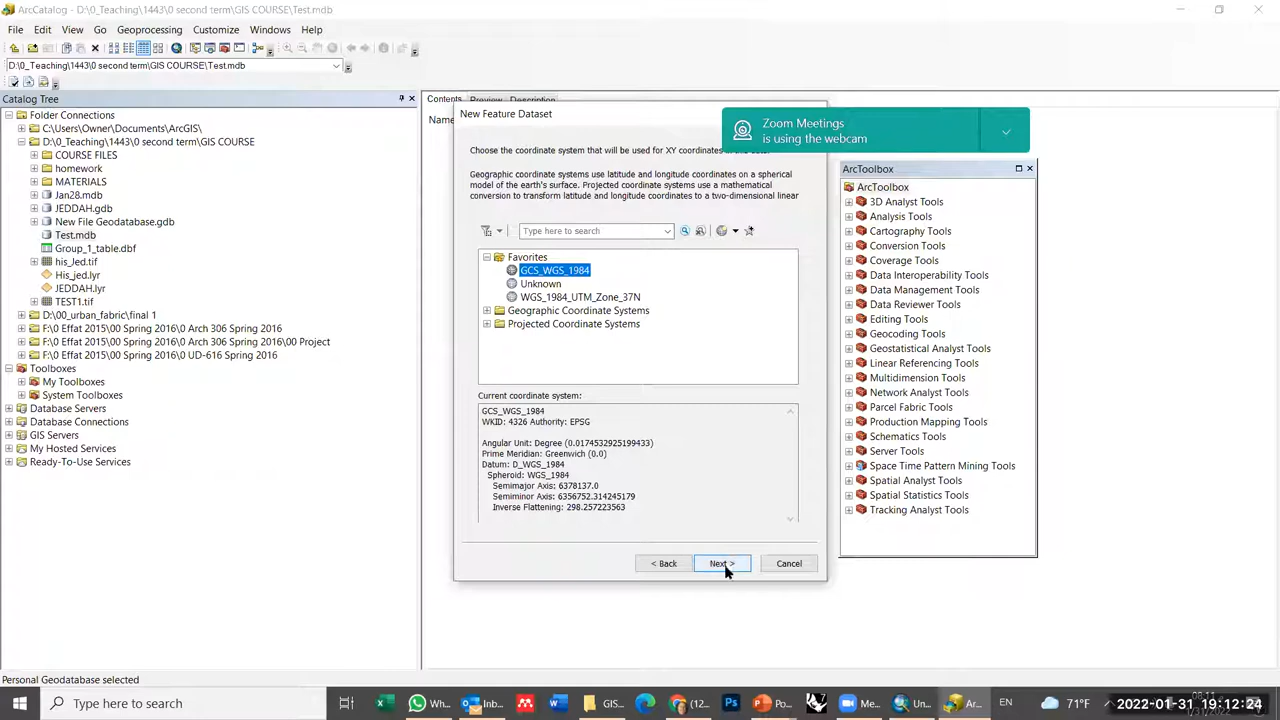 ArcCatalog - D:\0_Teaching\1443\0 second term\GIS COURSE\Test.mdb
File Edit View Go Geoprocessing Customize Windows Help
D:\0_Teaching\1443\0 second term\GIS COURSE\Test.mdb
Catalog Tree
Folder Connections
C:\Users\Owner\Documents\ArcGIS\
D:\0_Teaching\1443\0 second term\GIS COURSE
COURSE FILES
homework
MATERIALS
Jan28.mdb
JEDDAH.gdb
New File Geodatabase.gdb
Test.mdb
Group_1_table.dbf
his_led.tif
His_jed.lyr
JEDDAH.lyr
TEST1.tif
D:\00_urban_fabric\final 1
F:\0 Effat 2015\00 Spring 2016\0 Arch 306 Spring 2016
F:\0 Effat 2015\00 Spring 2016\0 Arch 306 Spring 2016\00 Project
F:\0 Effat 2015\00 Spring 2016\0 UD-616 Spring 2016
Toolboxes
My Toolboxes
System Toolboxes
Database Servers
Database Connections
GIS Servers
My Hosted Services
Ready-To-Use Services
Contents Preview Description
New Feature Dataset
Choose the coordinate system that will be used for XY coordinates in this data.
Geographic coordinate systems use latitude and longitude coordinates on a spherical
model of the earth's surface. Projected coordinate systems use a mathematical
conversion to transform latitude and longitude coordinates to a two-dimensional linear
Type here to search
Favorites
GCS_WGS_1984
Unknown
WGS_1984_UTM_Zone_37N
Geographic Coordinate Systems
Projected Coordinate Systems
Current coordinate system:
GCS_WGS_1984
WKID: 4326 Authority: EPSG
Angular Unit: Degree (0.0174532925199433)
Prime Meridian: Greenwich (0.0)
Datum: D_WGS_1984
Spheroid: WGS_1984
Semimajor Axis: 6378137.0
Semiminor Axis: 6356752.314245179
Inverse Flattening: 298.257223563
< Back Next > Cancel
Zoom Meetings
is using the webcam
ArcToolbox
ArcToolbox
3D Analyst Tools
Analysis Tools
Cartography Tools
Conversion Tools
Coverage Tools
Data Interoperability Tools
Data Management Tools
Data Reviewer Tools
Editing Tools
Geocoding Tools
Geostatistical Analyst Tools
Linear Referencing Tools
Multidimension Tools
Network Analyst Tools
Parcel Fabric Tools
Production Mapping Tools
Schematics Tools
Server Tools
Space Time Pattern Mining Tools
Spatial Analyst Tools
Spatial Statistics Tools
Tracking Analyst Tools
Personal Geodatabase selected
Type here to search
Wh... Inb... GIS... (12... Po... Me... Un... Ar... EN 71°F
2022-01-31 19:12:24